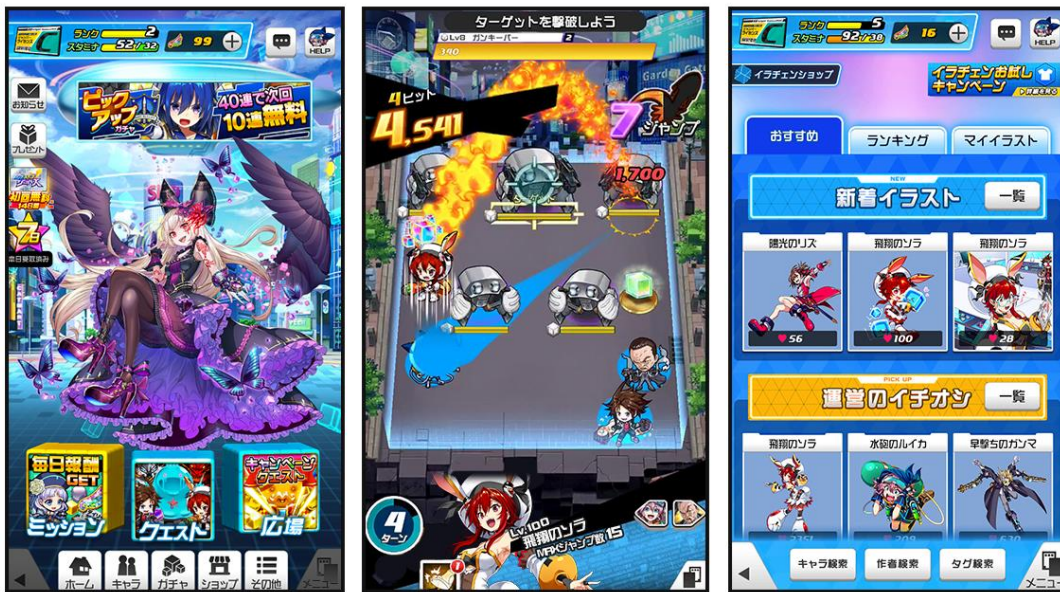 ランク 2
スタミナ 52/32
99
HELP
お知らせ
プレゼント
ピックアップガチャ
40連で次回
10連無料
初回無料
7日
毎日報酬
GET
ミッション
クエスト
キャンペーン
クエスト
広場
ホーム
キャラ
ガチャ
ショップ
その他
メニュー
ターゲットを撃破しよう
Lv8 ガンキーパー
2
390
Garden Gate
4ヒット
4,541
7
ジャンプ
1,700
4
ターン
Lv.100
飛翔のソラ
MAXジャンプ数 15
ランク 5
スタミナ 92/38
16
HELP
イラチェンショップ
イラチェンお試し
キャンペーン
おすすめ
ランキング
マイイラスト
NEW
新着イラスト
一覧
陽光のリズ
飛翔のソラ
飛翔のソラ
56
100
28
PICK UP
運営のイチオシ
一覧
飛翔のソラ
水砲のルイカ
早撃ちのガンマ
キャラ検索
作者検索
タグ検索
メニュー